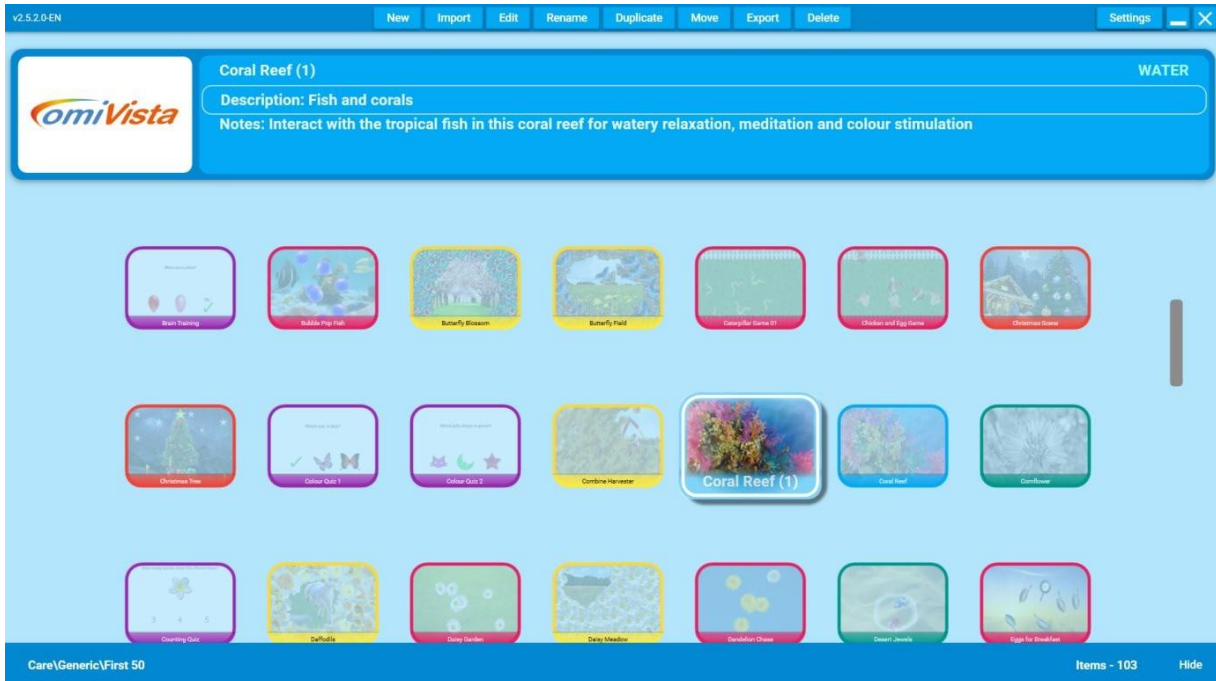 v2.5.2.0-EN
New Import Edit Rename Duplicate Move Export Delete
Settings
omiVista
Coral Reef (1)
WATER
Description: Fish and corals
Notes: Interact with the tropical fish in this coral reef for watery relaxation, meditation and colour stimulation
Brain Training
Bubble Pop Fish
Butterfly Blossom
Butterfly Field
Caterpillar Game 01
Chicken and Egg Game
Christmas Scene
Christmas Tree
Colour Quiz 1
Colour Quiz 2
Combine Harvester
Coral Reef (1)
Coral Reef
Cornflower
3 4 5
Counting Quiz
Daffodils
Daisy Garden
Daisy Meadow
Dandelion Chase
Desert Jewels
Eggs for Breakfast
Care\Generic\First 50
Items - 103
Hide